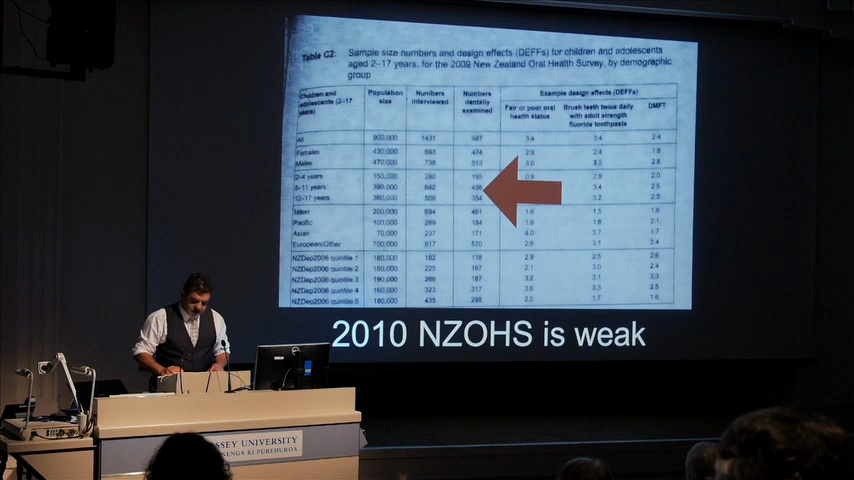 Table C2: Sample size numbers and design effects (DEFFs) for children and adolescents
aged 2–17 years, for the 2009 New Zealand Oral Health Survey, by demographic
group
Children and adolescents (2–17 years) Population size Numbers interviewed Numbers dentally examined Example design effects (DEFFs)
Fair or poor oral health status Brush teeth twice daily with adult strength fluoride toothpaste DMFT
All 900,000 1431 987 3.4 3.4 2.4
Females 430,000 693 474 2.9 2.4 1.8
Males 470,000 738 513 3.0 3.2 2.8
2–4 years 150,000 280 195 0.9 2.8 2.0
5–11 years 390,000 642 438 3.4 2.5
12–17 years 360,000 509 354 3.2 2.3
Māori 200,000 694 461 1.6 1.5 1.6
Pacific 100,000 269 184 1.8 1.8 2.1
Asian 70,000 237 171 4.0 3.7 1.7
European/Other 700,000 817 570 2.6 3.1 2.4
NZDep2006 quintile 1 180,000 182 118 2.9 2.5 2.6
NZDep2006 quintile 2 180,000 225 167 2.1 3.0 2.4
NZDep2006 quintile 3 190,000 266 187 3.2 3.1 3.3
NZDep2006 quintile 4 160,000 323 217 3.6 3.3 2.5
NZDep2006 quintile 5 180,000 435 298 2.0 1.7 1.6
2010 NZOHS is weak
SSEY UNIVERSITY
NENGA KI PŪREHUROA